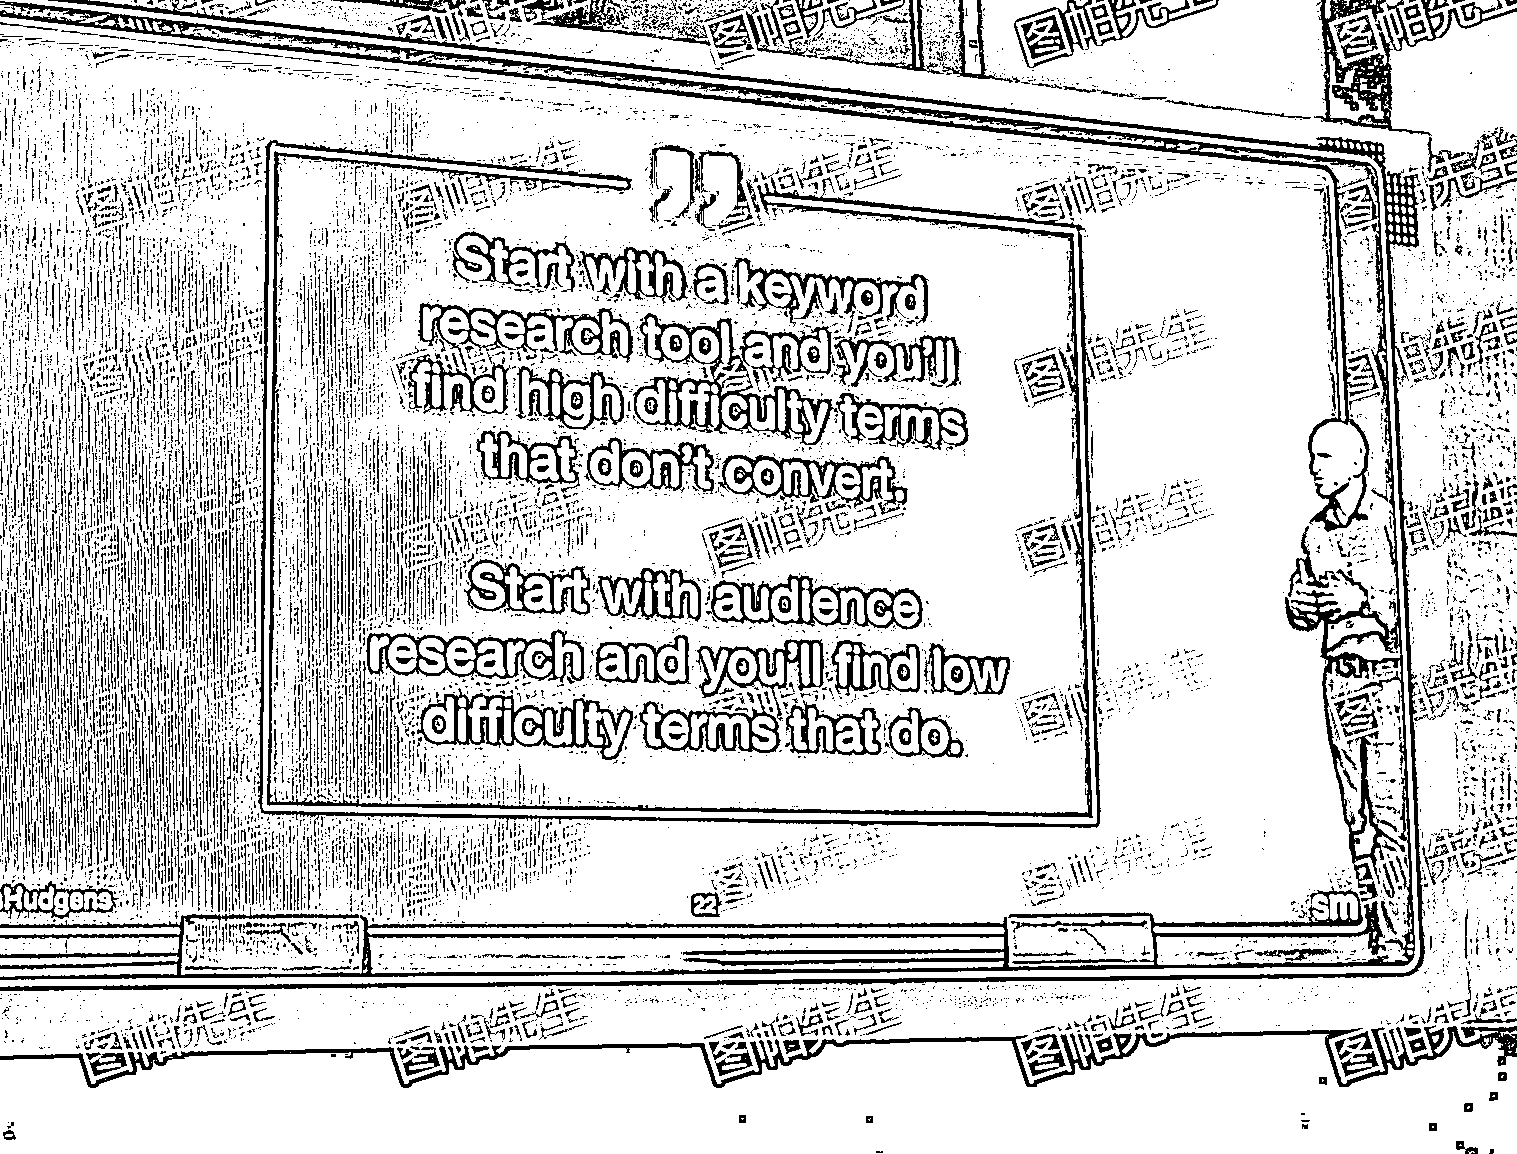 Start with a keyword
research tool and you'll
find high difficulty terms
that don't convert.
Start with audience
research and you'll find low
difficulty terms that do.
Hudgens
22
sm
图帕先生